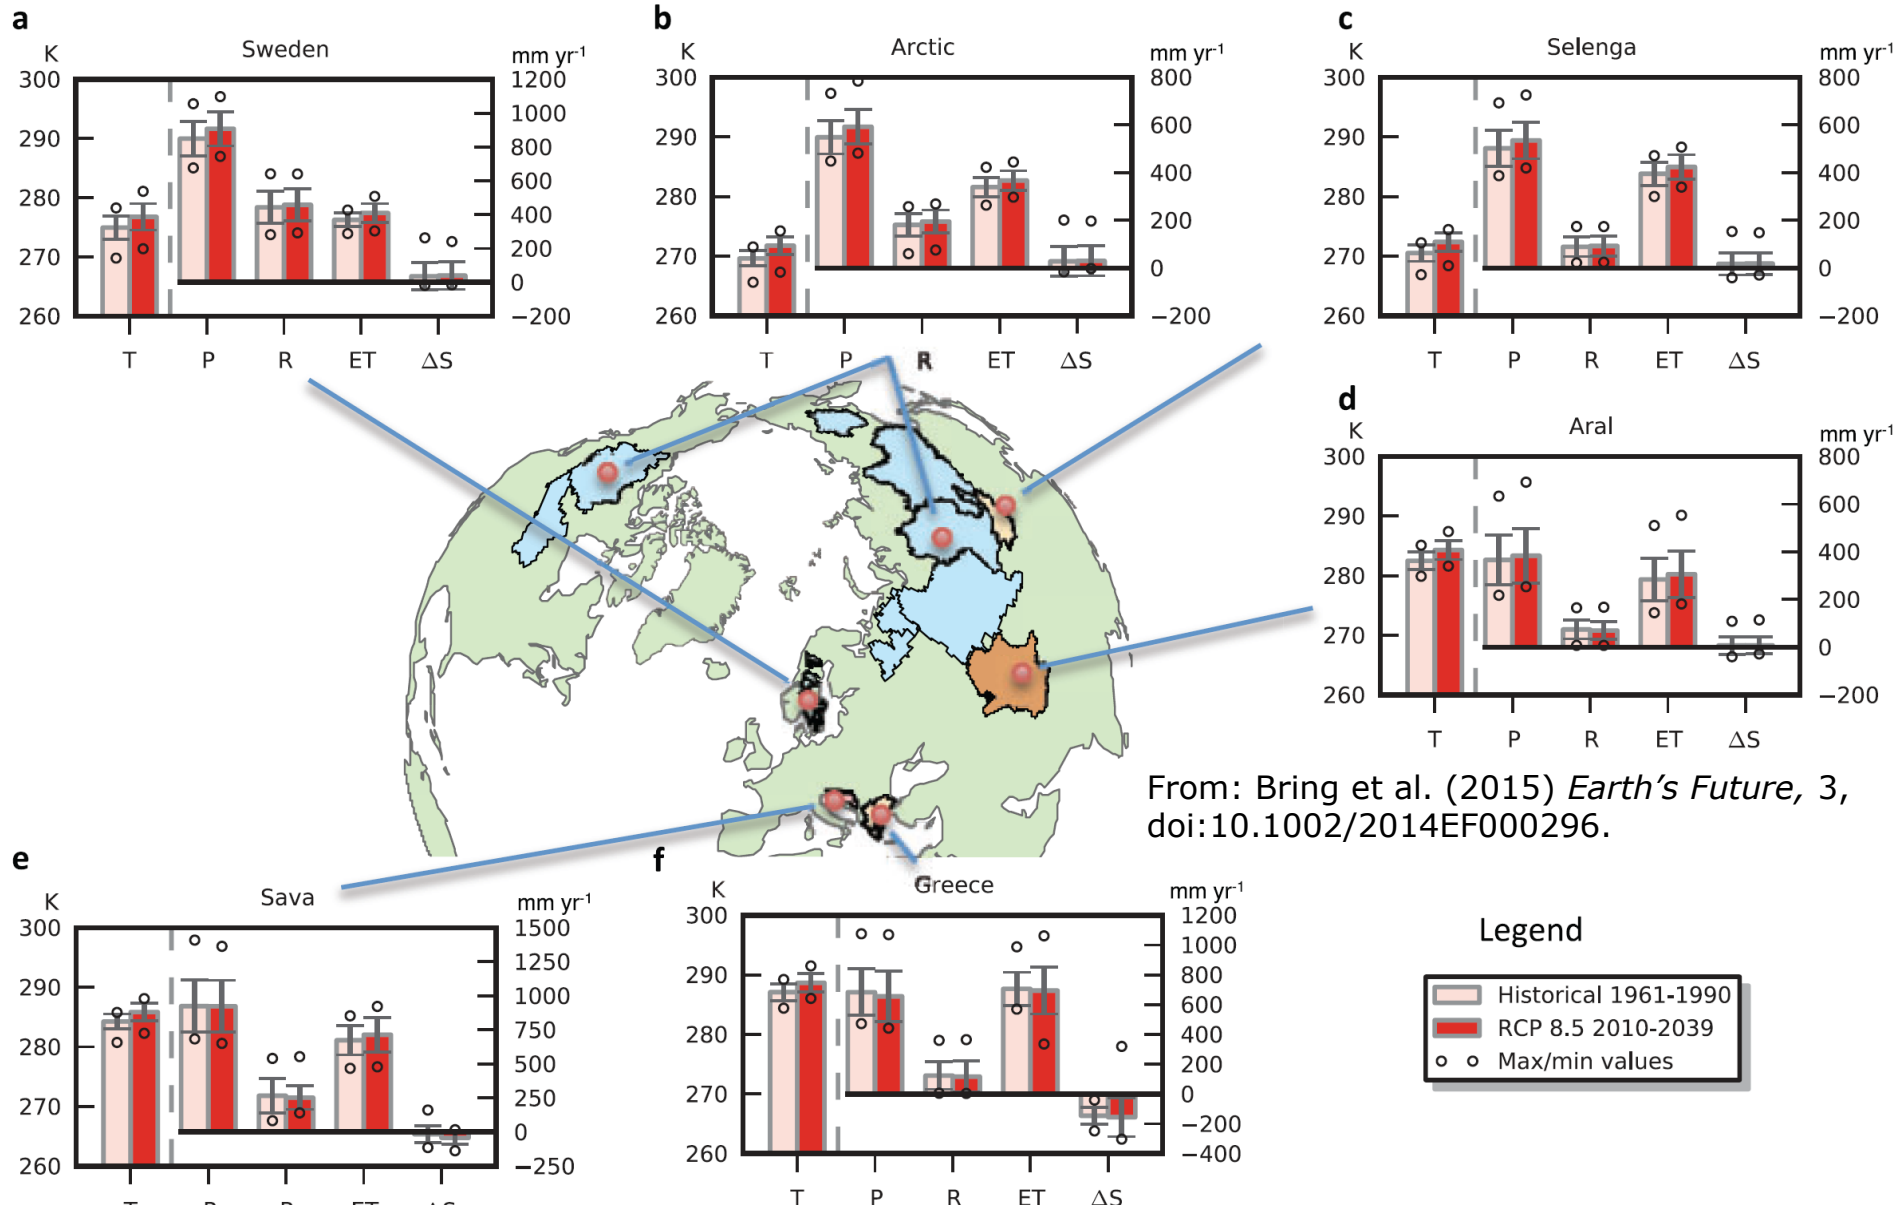 a
Sweden
K
mm yr-1
300
290
280
270
260
1200
1000
800
600
400
200
0
−200
T P R ET ΔS
b
Arctic
K
mm yr-1
300
290
280
270
260
800
600
400
200
0
−200
T P R ET ΔS
c
Selenga
K
mm yr-1
300
290
280
270
260
800
600
400
200
0
−200
T P R ET ΔS
d
Aral
K
mm yr-1
300
290
280
270
260
800
600
400
200
0
−200
T P R ET ΔS
From: Bring et al. (2015) Earth's Future, 3,
doi:10.1002/2014EF000296.
e
Sava
K
mm yr-1
300
290
280
270
260
1500
1250
1000
750
500
250
0
−250
ET ΔS
f
Greece
K
mm yr-1
300
290
280
270
260
1200
1000
800
600
400
200
0
−200
−400
T P R ET ΔS
Legend
Historical 1961-1990
RCP 8.5 2010-2039
Max/min values